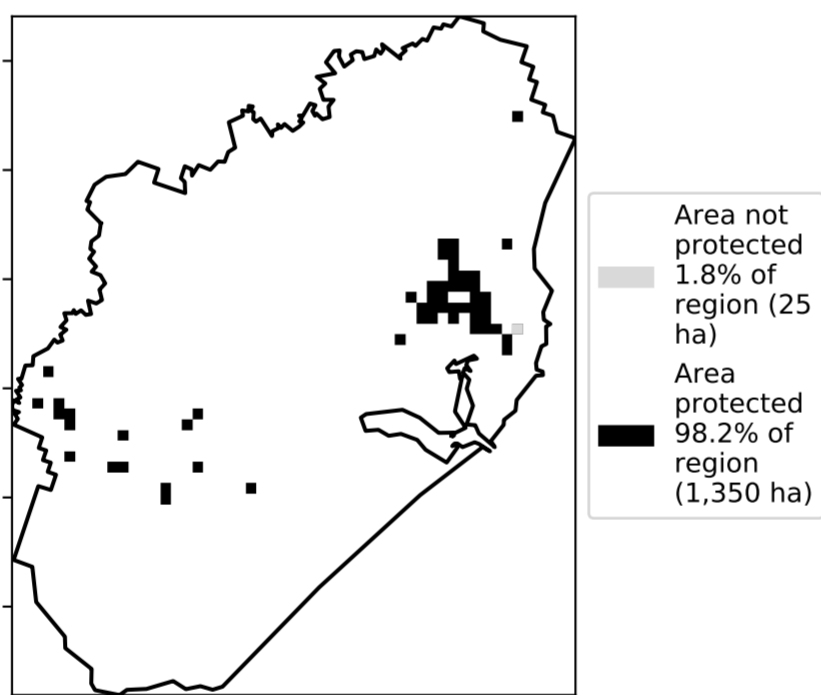 Area not
protected
1.8% of
region (25
ha)
Area
protected
98.2% of
region
(1,350 ha)